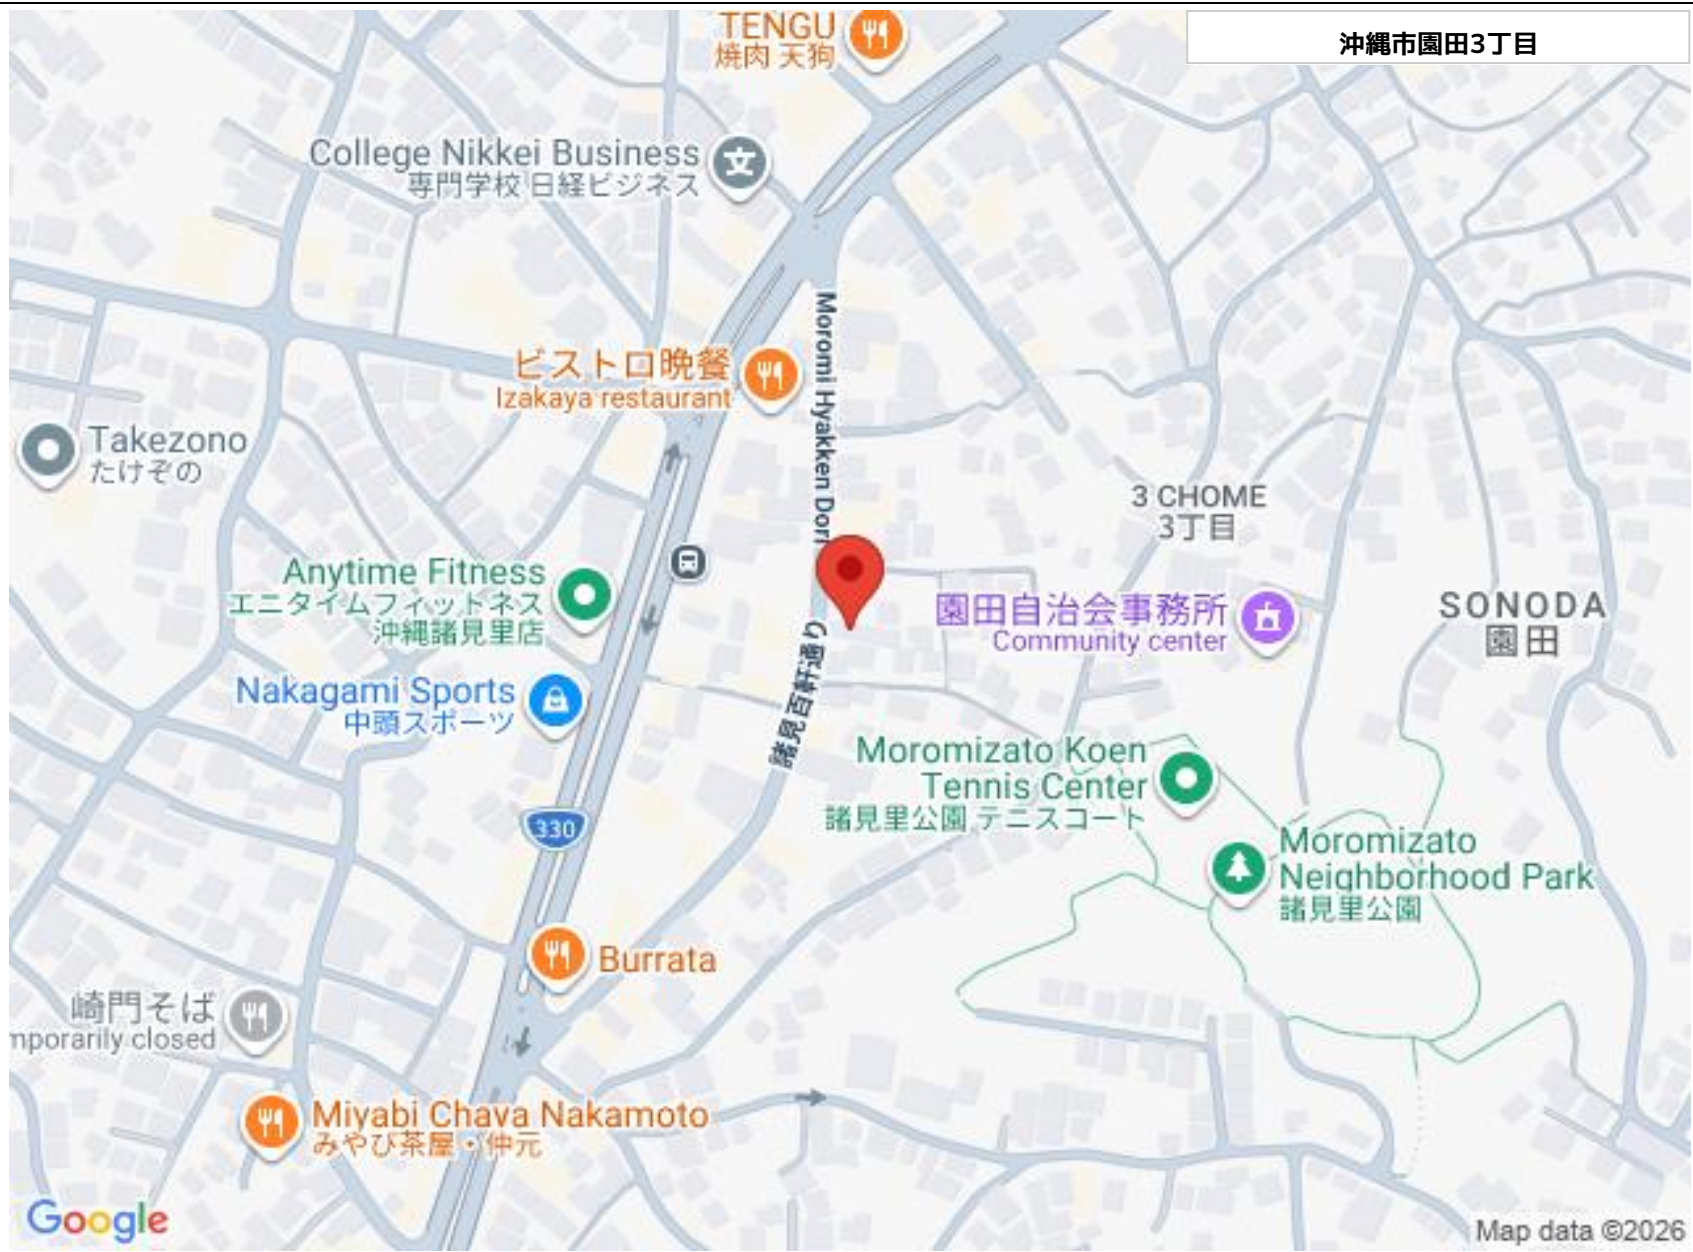 沖縄市園田3丁目
TENGU
焼肉 天狗
College Nikkei Business
専門学校 日経ビジネス
Moromi Hyakken Dori
ビストロ晩餐
Izakaya restaurant
Takezono
たけぞの
3 CHOME
3丁目
Anytime Fitness
エニタイムフィットネス
沖縄諸見里店
園田自治会事務所
Community center
SONODA
園田
諸見百軒通り
Nakagami Sports
中頭スポーツ
Moromizato Koen
Tennis Center
諸見里公園 テニスコート
330
Moromizato
Neighborhood Park
諸見里公園
Burrata
崎門そば
mporarily closed
Miyabi Chaya Nakamoto
みやび茶屋・仲元
Google
Map data ©2026